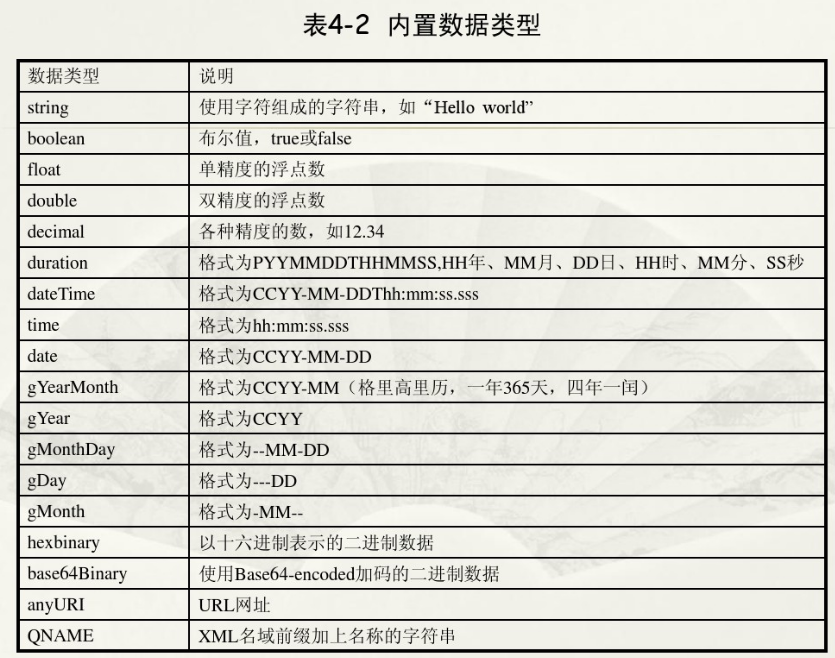 表4-2 内置数据类型
数据类型 说明
string 使用字符组成的字符串，如“Hello world”
boolean 布尔值，true或false
float 单精度的浮点数
double 双精度的浮点数
decimal 各种精度的数，如12.34
duration 格式为PYYMMDDTHHMMSS,HH年、MM月、DD日、HH时、MM分、SS秒
dateTime 格式为CCYY-MM-DDThh:mm:ss.sss
time 格式为hh:mm:ss.sss
date 格式为CCYY-MM-DD
gYearMonth 格式为CCYY-MM（格里高里历，一年365天，四年一闰）
gYear 格式为CCYY
gMonthDay 格式为--MM-DD
gDay 格式为---DD
gMonth 格式为-MM--
hexbinary 以十六进制表示的二进制数据
base64Binary 使用Base64-encoded加码的二进制数据
anyURI URL网址
QNAME XML名域前缀加上名称的字符串